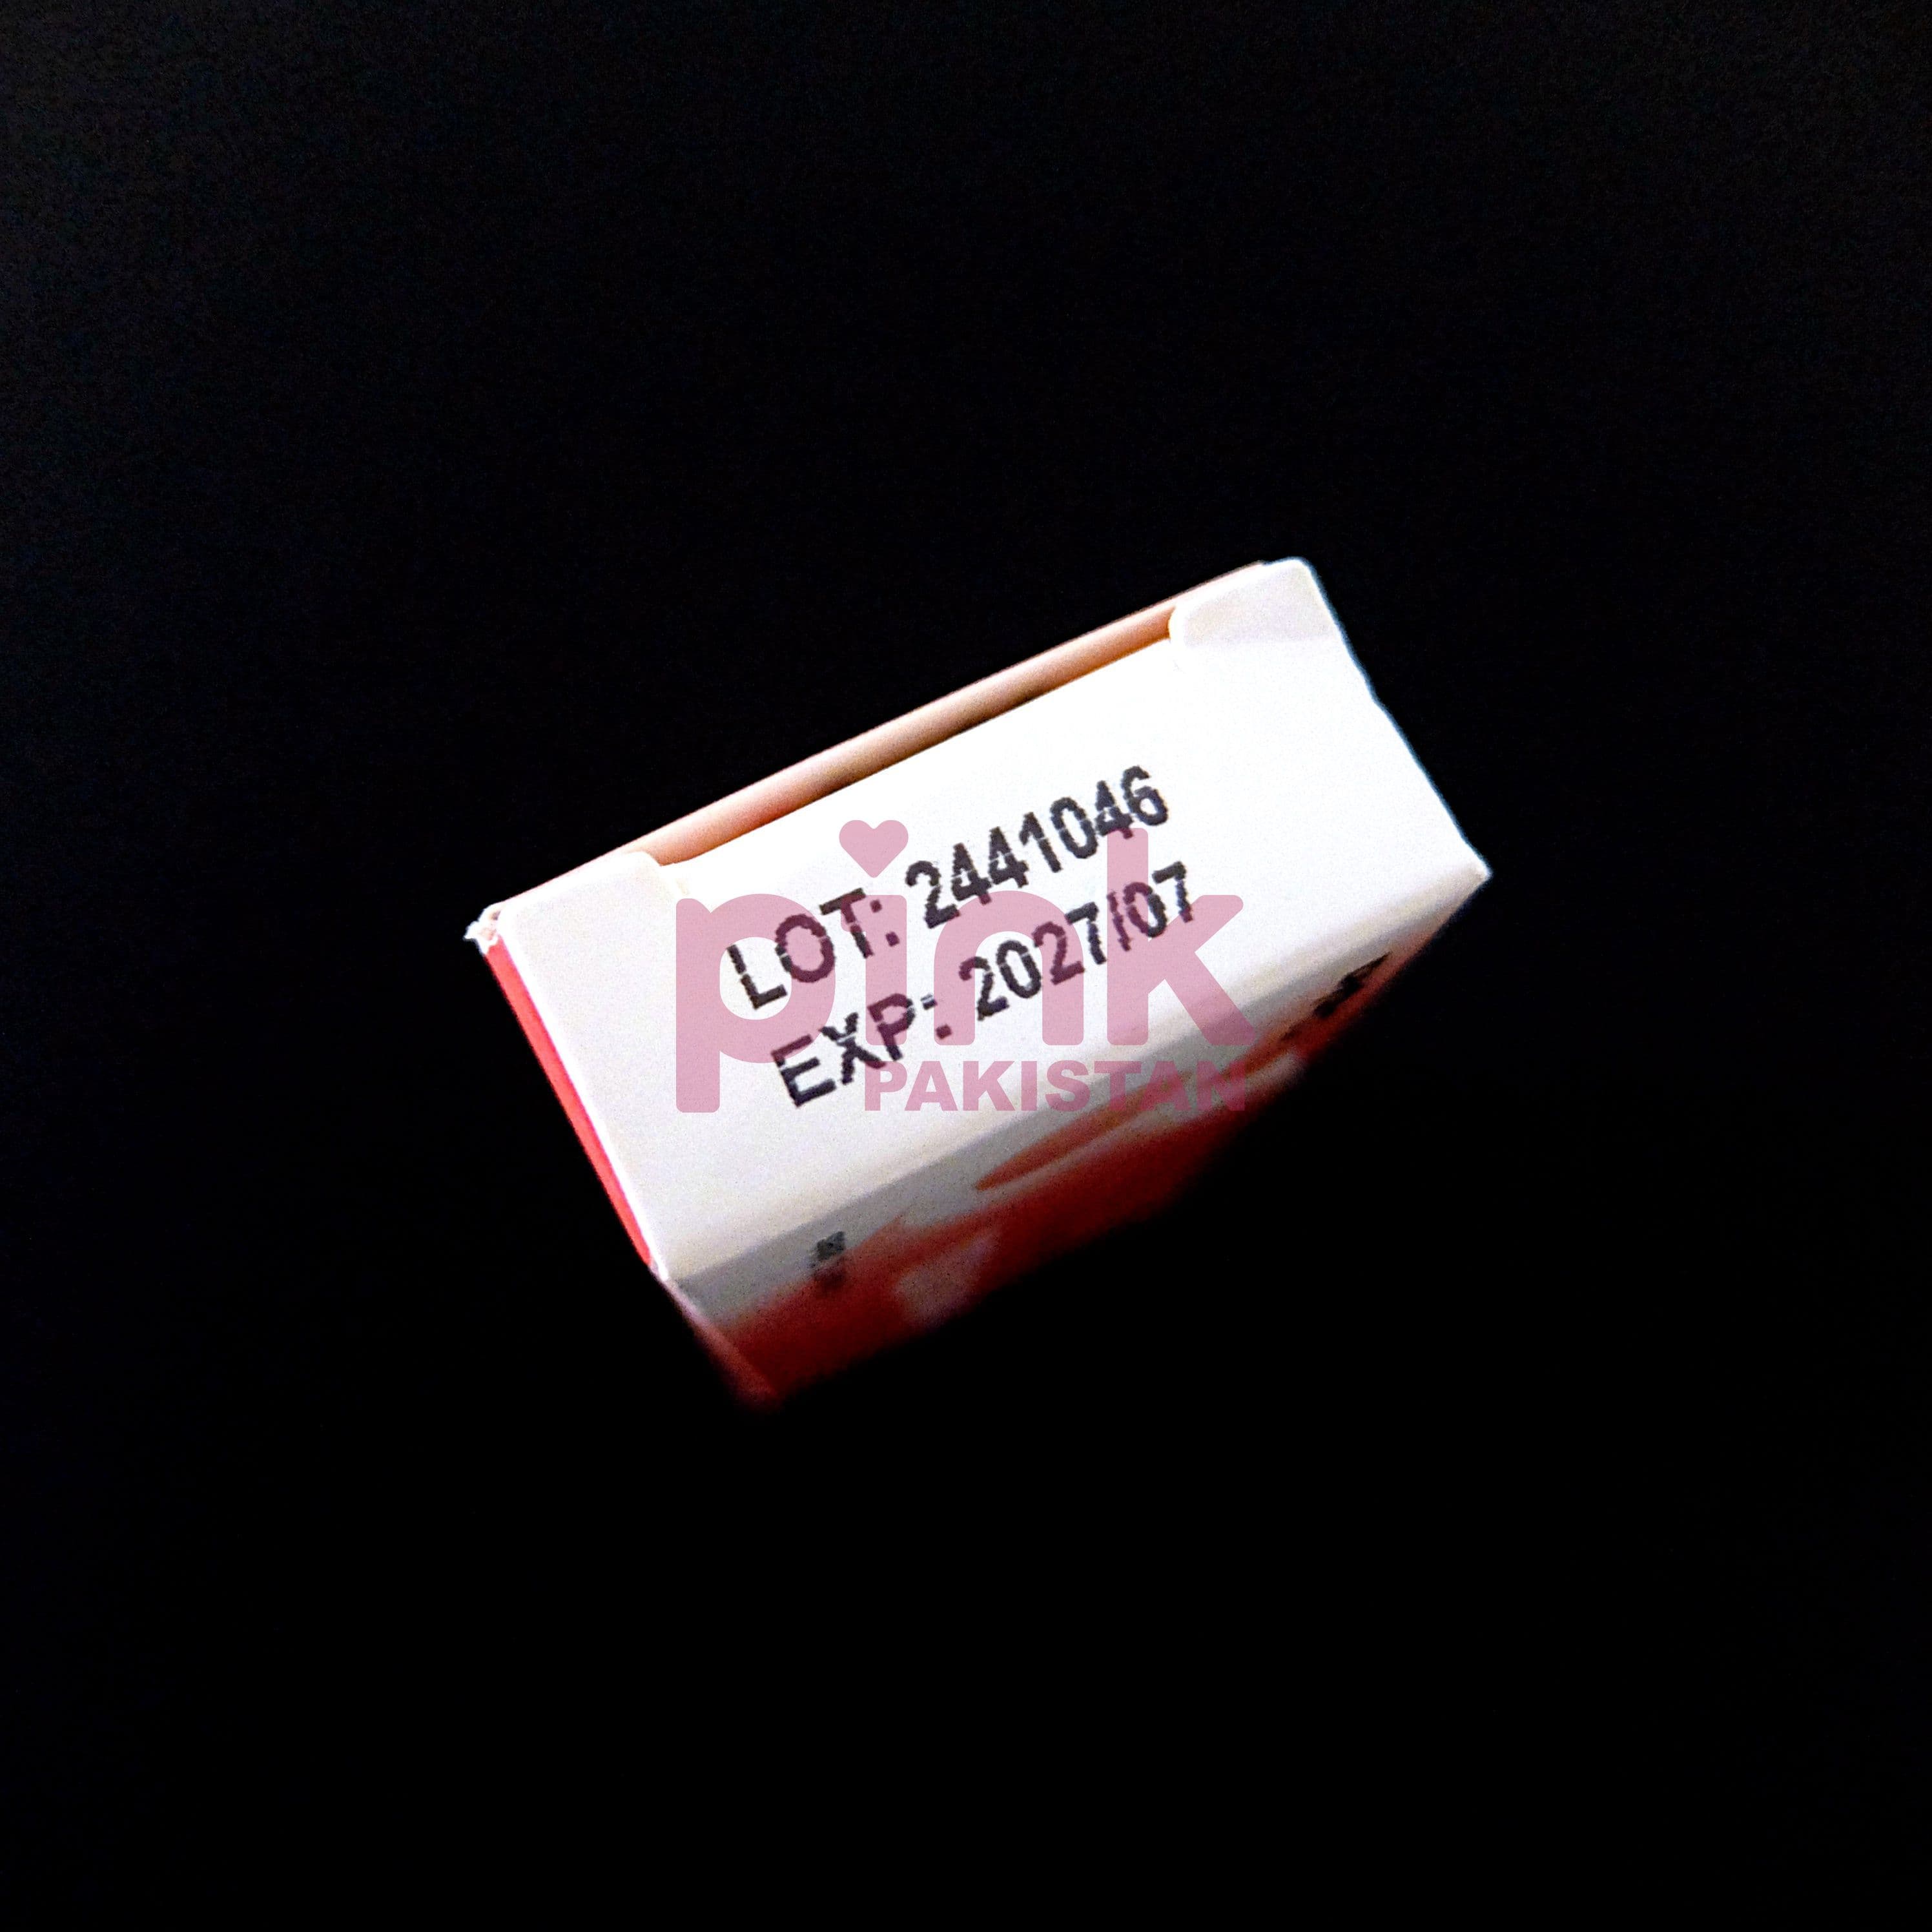 LOT: 2441046
EXP: 2027/07
pink
PAKISTAN